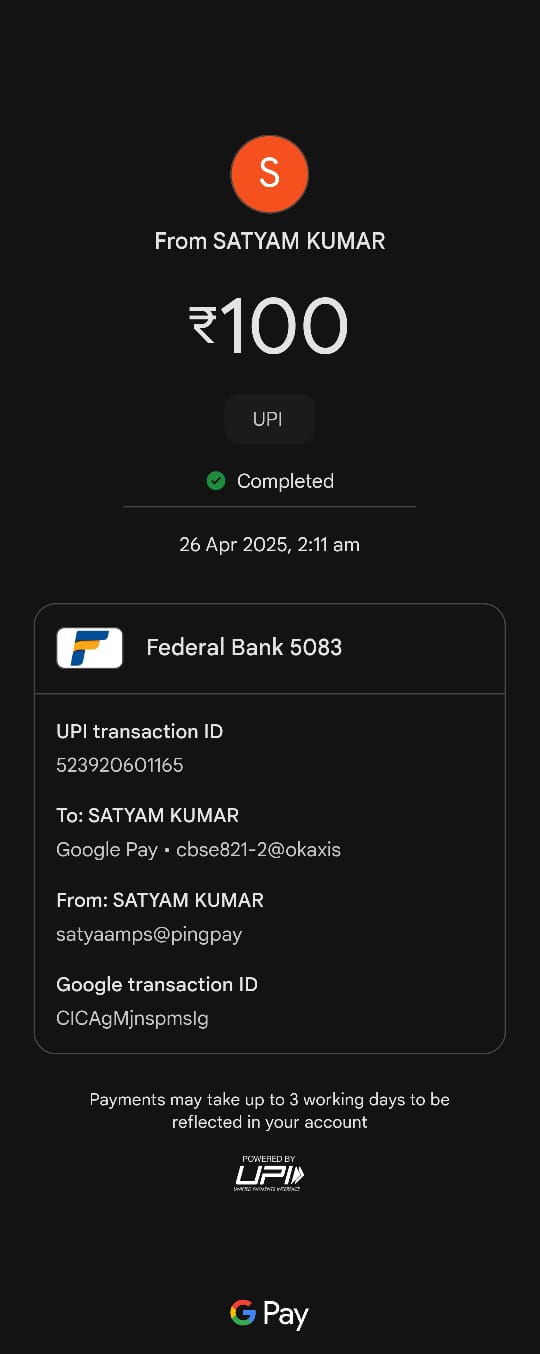 S
From SATYAM KUMAR
₹100
UPI
Completed
26 Apr 2025, 2:11 am
Federal Bank 5083
UPI transaction ID
523920601165
To: SATYAM KUMAR
Google Pay • cbse821-2@okaxis
From: SATYAM KUMAR
satyaamps@pingpay
Google transaction ID
CICAgMjnspmsIg
Payments may take up to 3 working days to be
reflected in your account
POWERED BY
UPI
UNIFIED PAYMENTS INTERFACE
G Pay